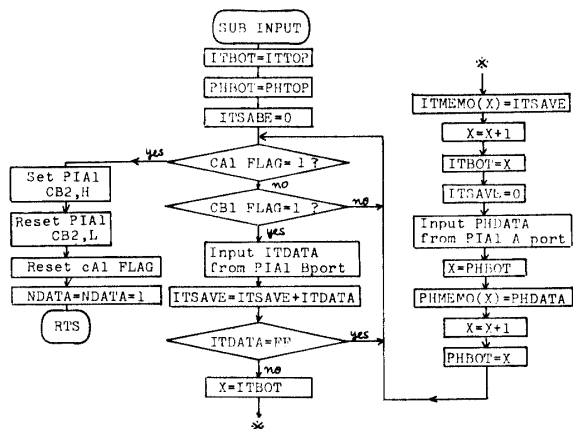 SUB INPUT
ITBOT=ITTOP
PHBOT=PHTOP
ITSABE=0
CA1 FLAG=1 ?
yes
no
Set PIA1
CB2,H
Reset PIA1
CB2,L
Reset cA1 FLAG
NDATA=NDATA=1
RTS
CB1 FLAG=1 ?
no
yes
Input ITDATA
from PIA1 Bport
ITSAVE=ITSAVE+ITDATA
ITDATA=FF
yes
no
X=ITBOT
*
*
ITMEMO(X)=ITSAVE
X=X+1
ITBOT=X
ITSAVE=0
Input PHDATA
from PIA1 A port
X=PHBOT
PHMEMO(X)=PHDATA
X=X+1
PHBOT=X